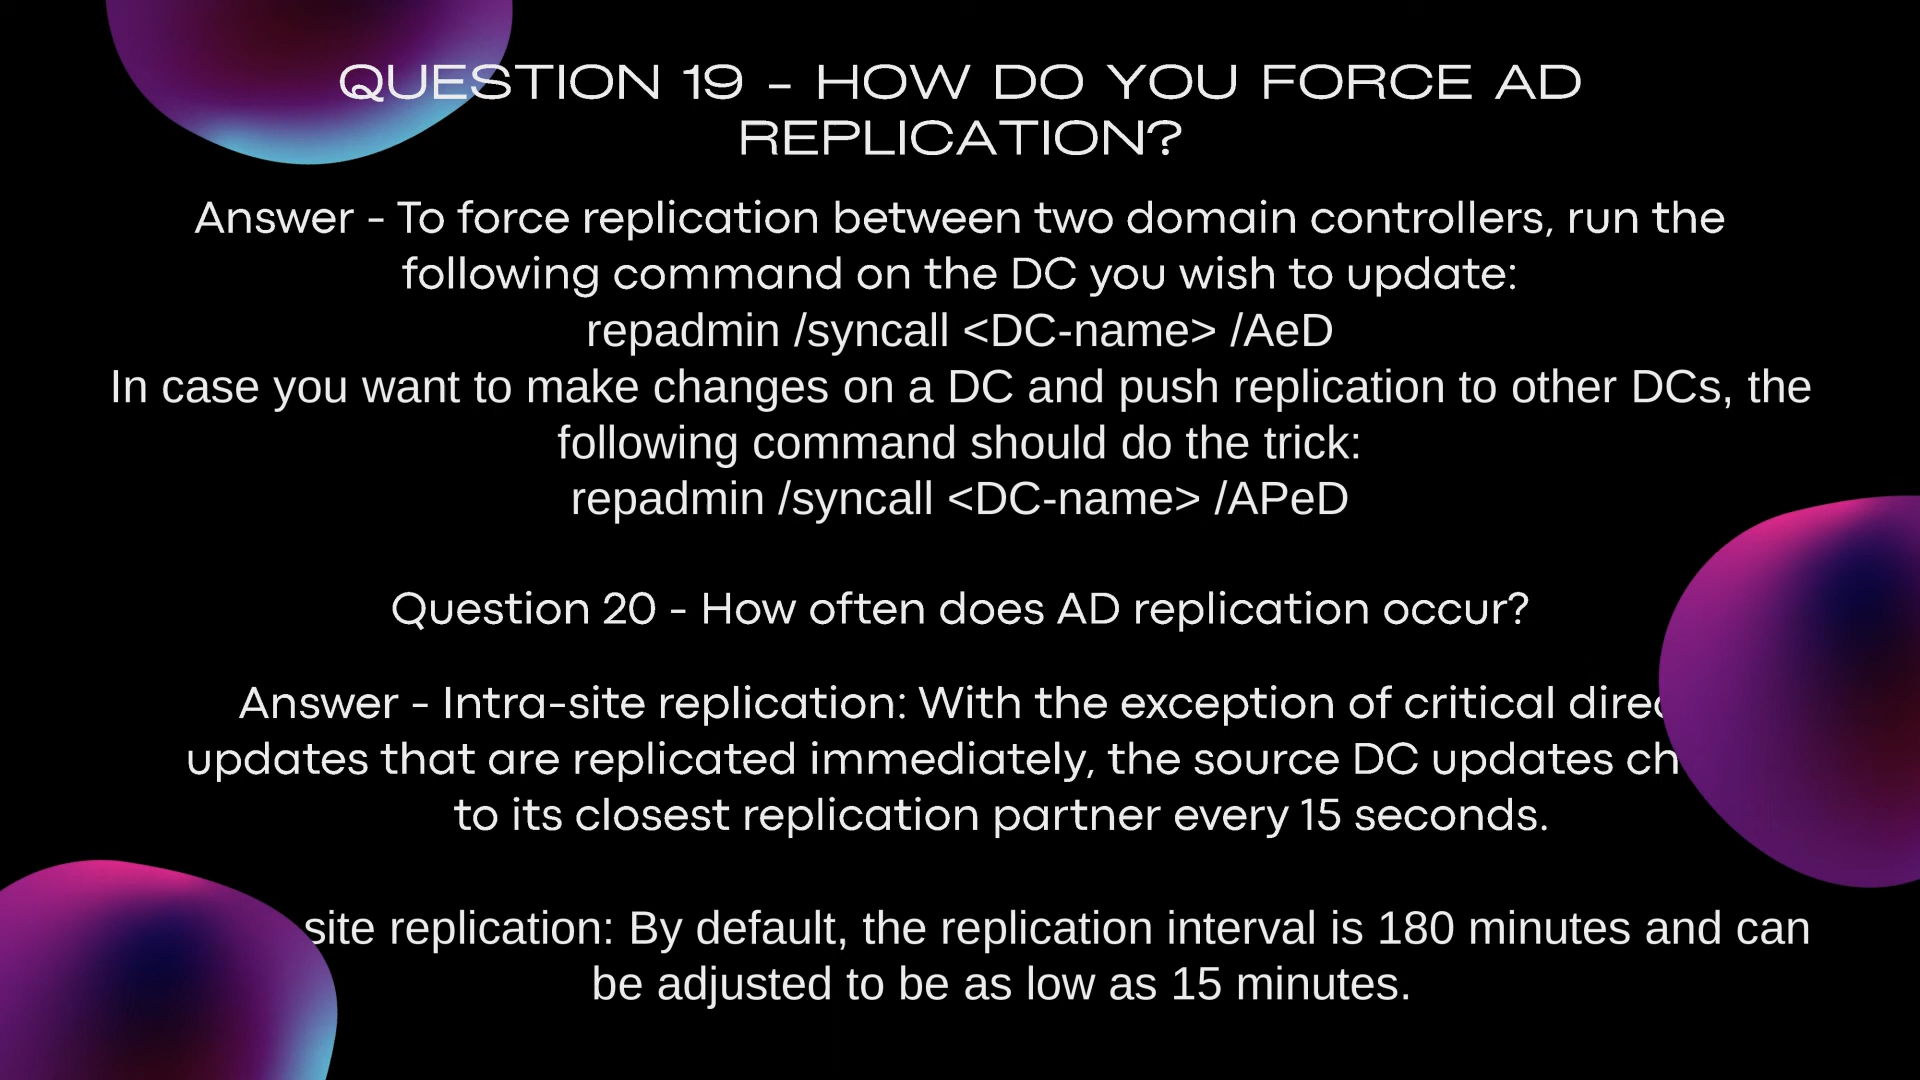 QUESTION 19 - HOW DO YOU FORCE AD
REPLICATION?
Answer - To force replication between two domain controllers, run the
following command on the DC you wish to update:
repadmin /syncall <DC-name> /AeD
In case you want to make changes on a DC and push replication to other DCs, the
following command should do the trick:
repadmin /syncall <DC-name> /APeD
Question 20 - How often does AD replication occur?
Answer - Intra-site replication: With the exception of critical
updates that are replicated immediately, the source DC updates
to its closest replication partner every 15 seconds.
site replication: By default, the replication interval is 180 minutes and can
be adjusted to be as low as 15 minutes.